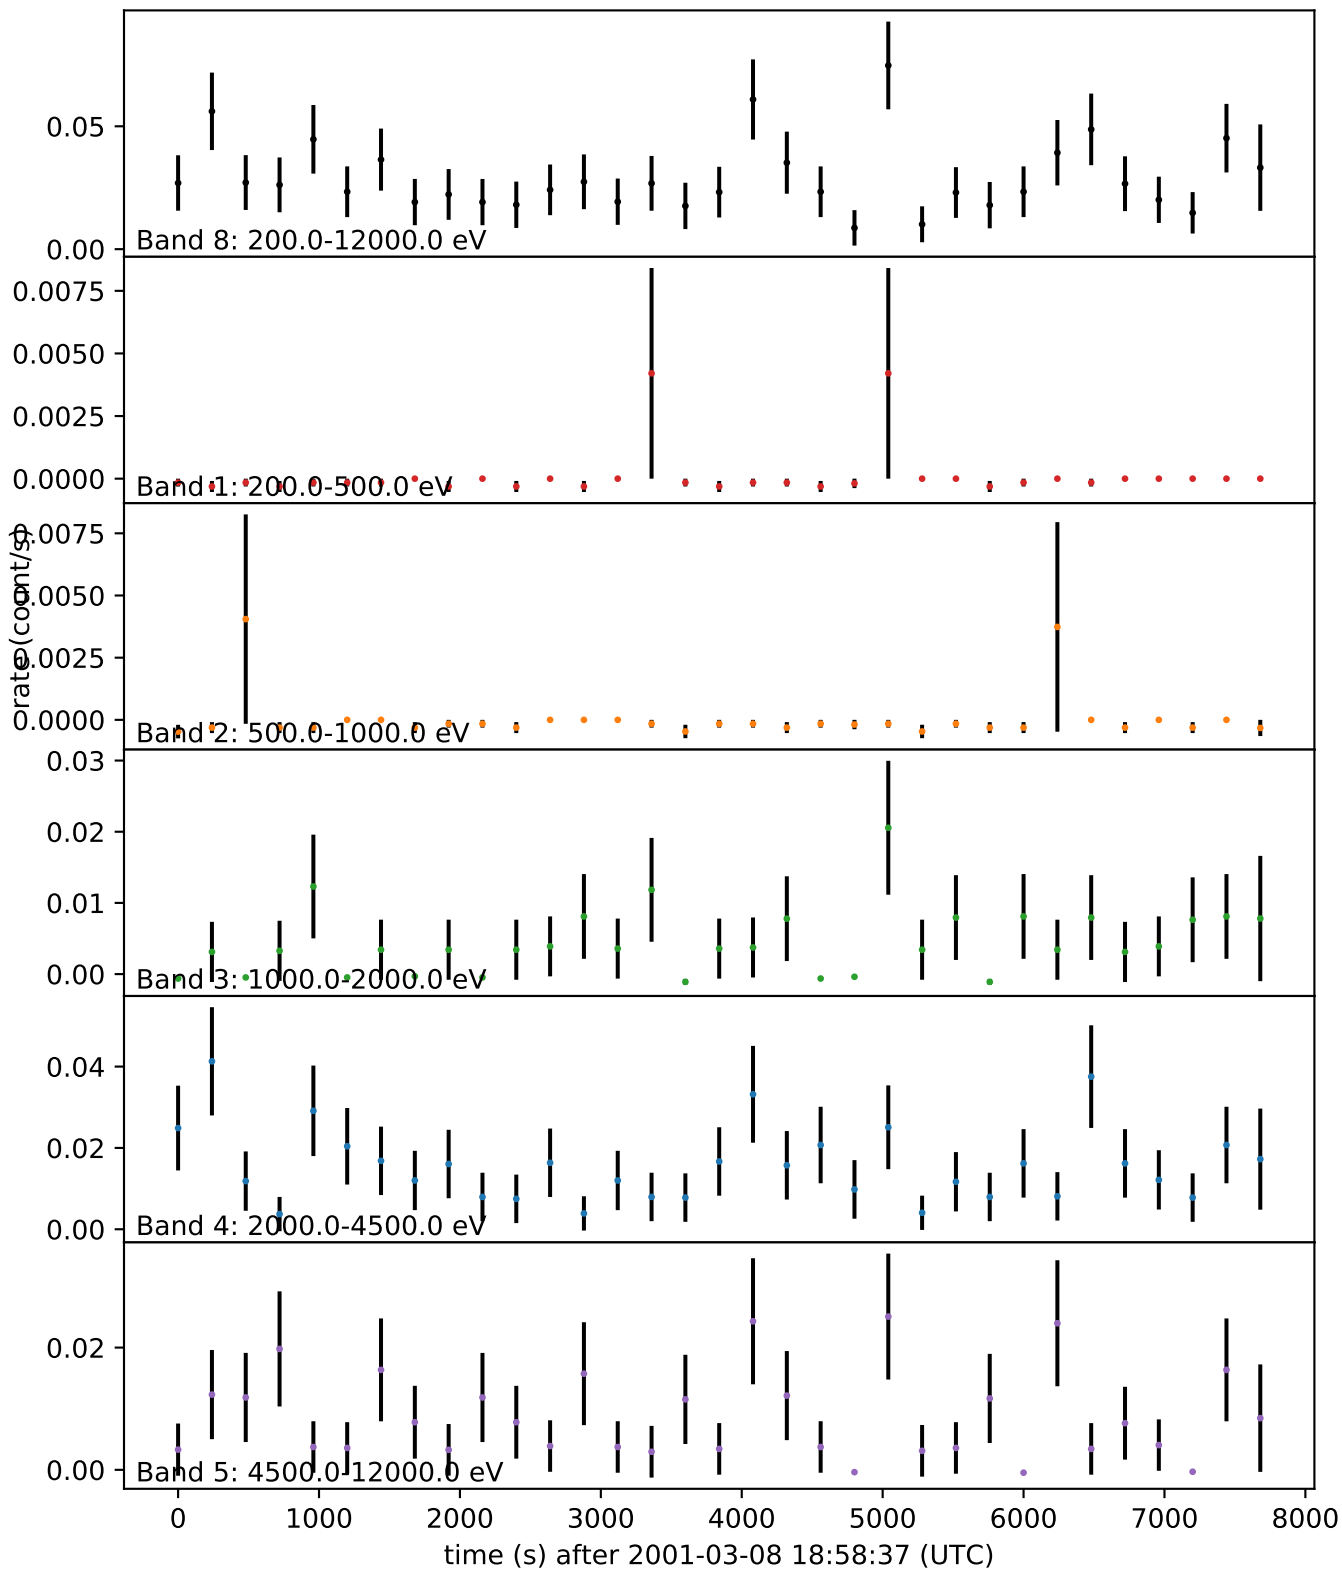 0.05
0.00
Band 8: 200.0-12000.0 eV
0.0075
0.0050
0.0025
0.0000
Band 1: 200.0-500.0 eV
orate (count/s)
0.0075
0.0050
0.0025
0.0000
Band 2: 500.0-1000.0 eV
0.03
0.02
0.01
0.00
Band 3: 1000.0-2000.0 eV
0.04
0.02
0.00
Band 4: 2000.0-4500.0 eV
0.02
0.00
Band 5: 4500.0-12000.0 eV
0 1000 2000 3000 4000 5000 6000 7000 8000
time (s) after 2001-03-08 18:58:37 (UTC)